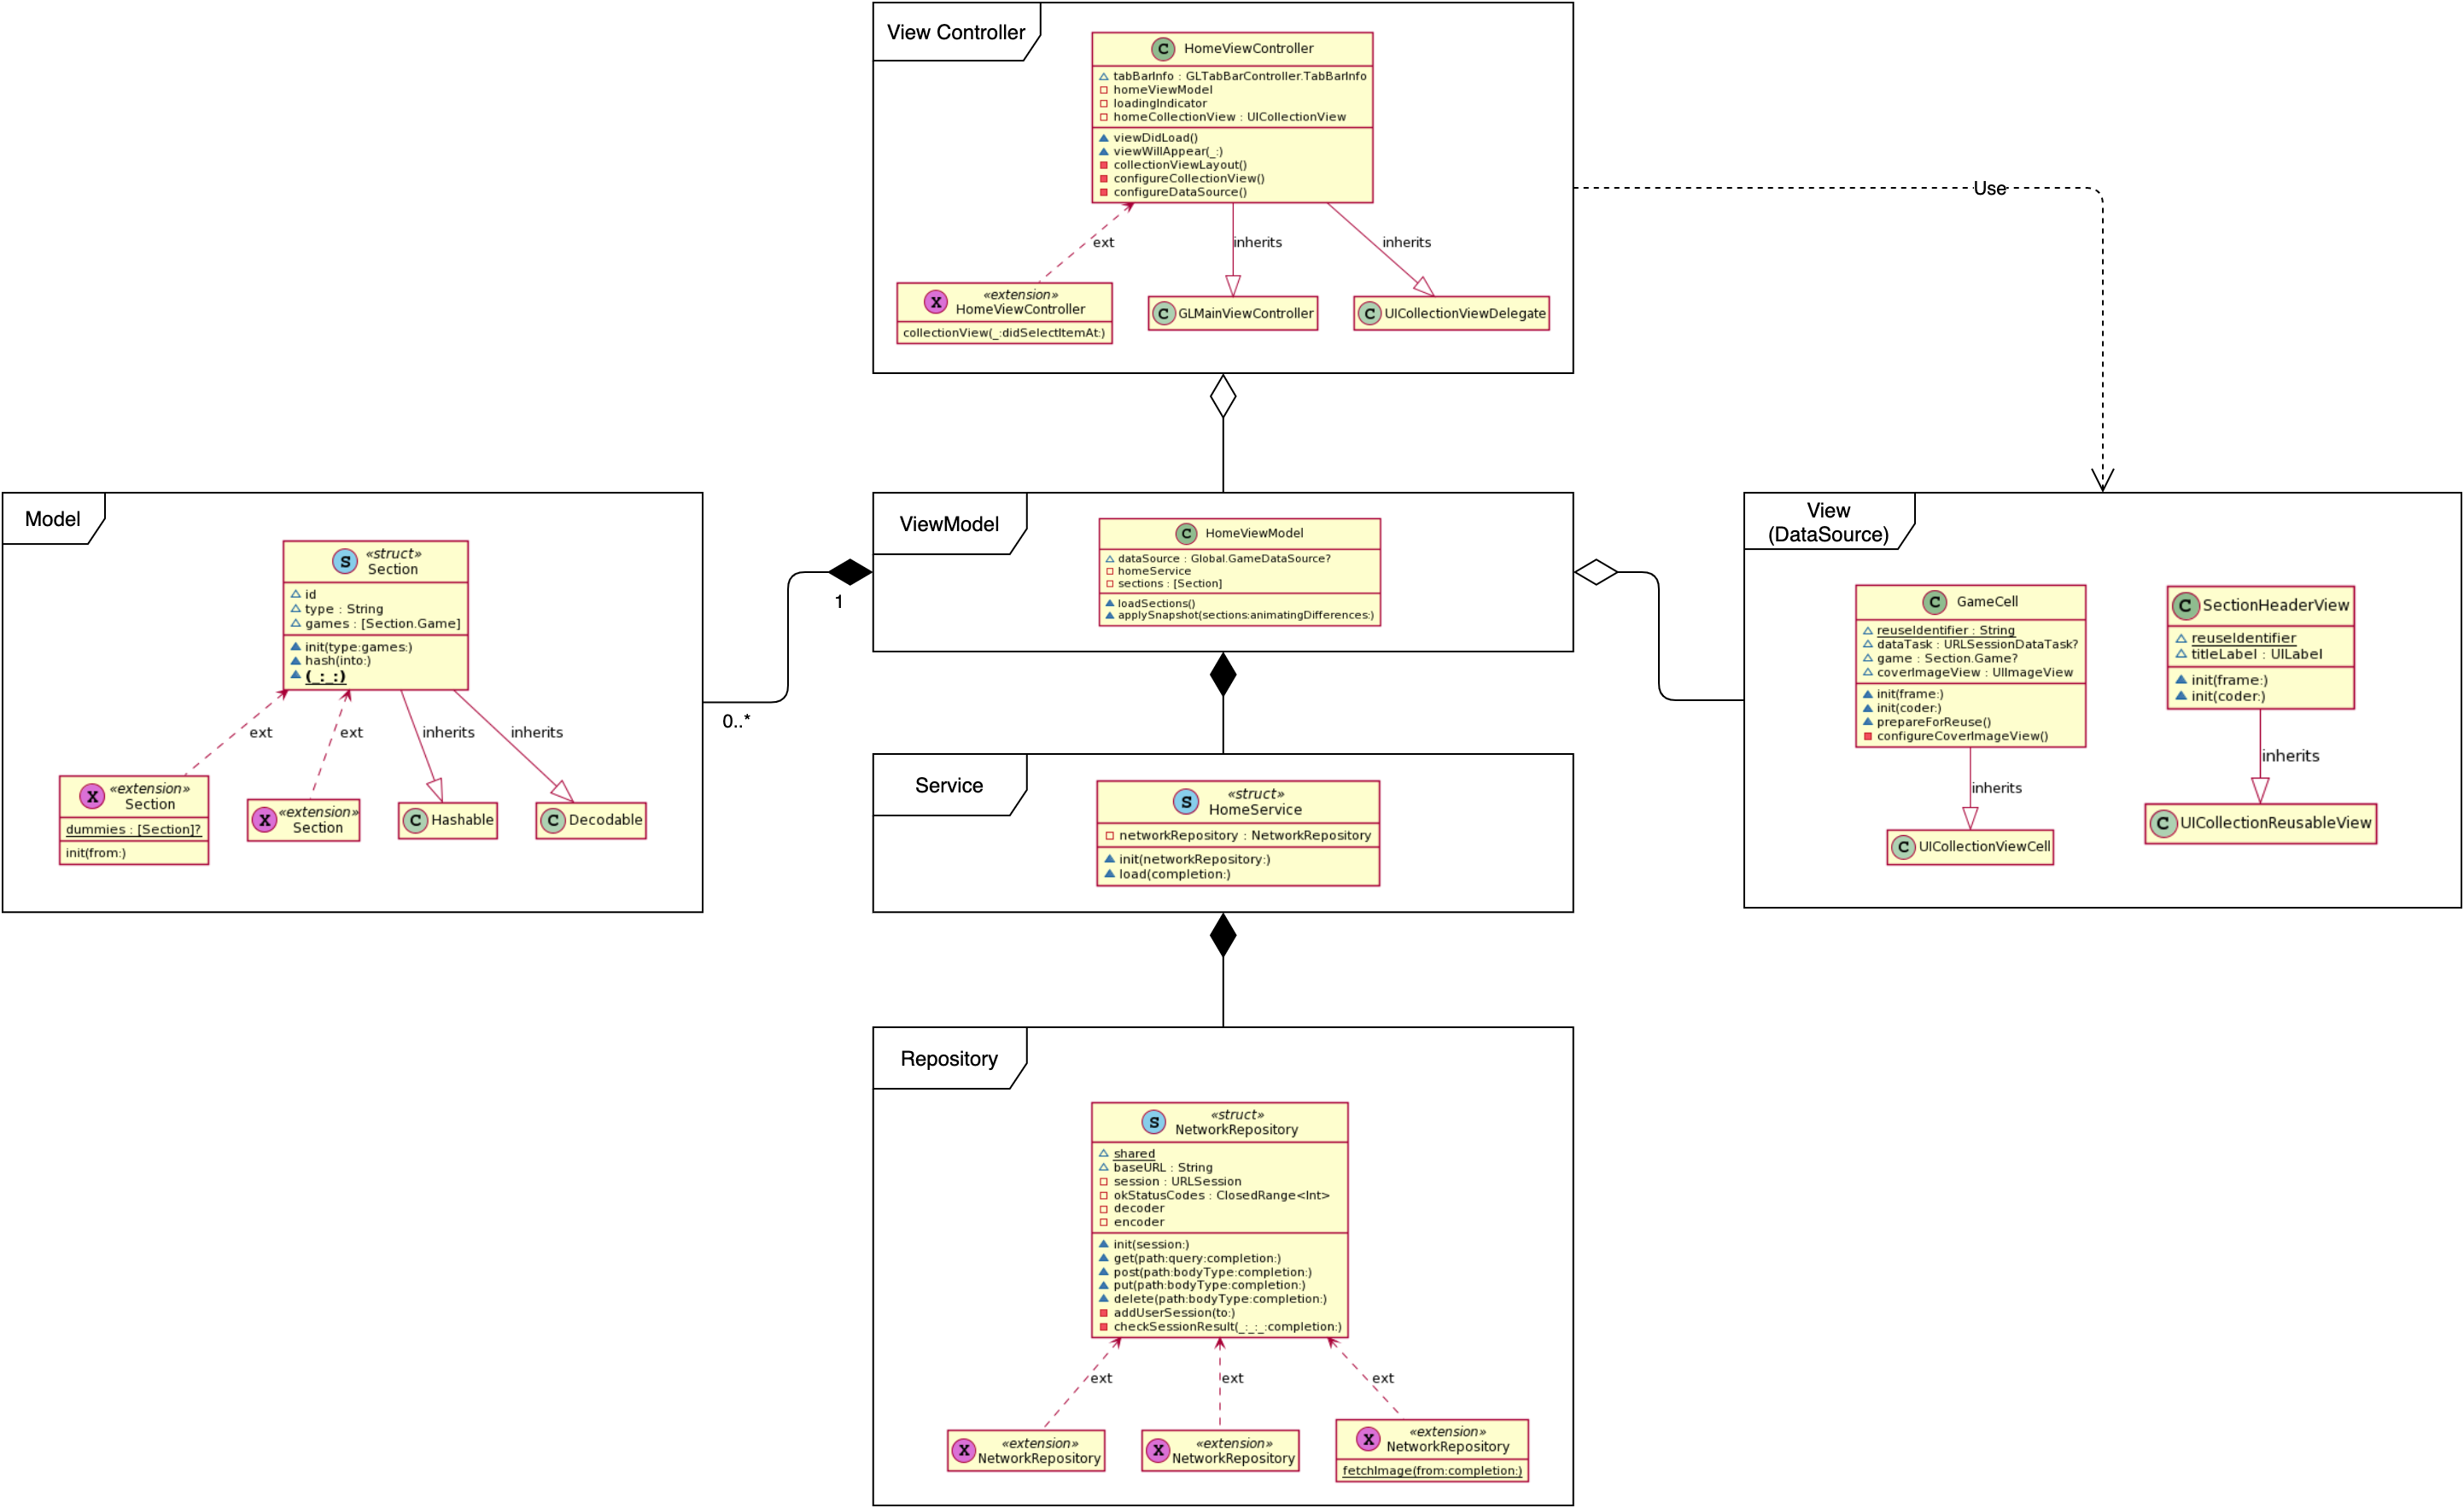 View Controller
C HomeViewController
tabBarInfo : GLTabBarController.TabBarInfo
homeViewModel
loadingIndicator
homeCollectionView : UICollectionView
viewDidLoad()
viewWillAppear(_:)
collectionViewLayout()
configureCollectionView()
configureDataSource()
ext
inherits
inherits
X «extension»
HomeViewController
collectionView(_:didSelectItemAt:)
C GLMainViewController
C UICollectionViewDelegate
Use
Model
S «struct»
Section
id
type : String
games : [Section.Game]
init(type:games:)
hash(into:)
(_:_:)
ext
ext
inherits
inherits
X «extension»
Section
dummies : [Section]?
init(from:)
X «extension»
Section
C Hashable
C Decodable
1
0..*
ViewModel
C HomeViewModel
dataSource : Global.GameDataSource?
homeService
sections : [Section]
loadSections()
applySnapshot(sections:animatingDifferences:)
View
(DataSource)
C GameCell
reuseIdentifier : String
dataTask : URLSessionDataTask?
game : Section.Game?
coverImageView : UIImageView
init(frame:)
init(coder:)
prepareForReuse()
configureCoverImageView()
inherits
C UICollectionViewCell
C SectionHeaderView
reuseIdentifier
titleLabel : UILabel
init(frame:)
init(coder:)
inherits
C UICollectionReusableView
Service
S «struct»
HomeService
networkRepository : NetworkRepository
init(networkRepository:)
load(completion:)
Repository
S «struct»
NetworkRepository
shared
baseURL : String
session : URLSession
okStatusCodes : ClosedRange<Int>
decoder
encoder
init(session:)
get(path:query:completion:)
post(path:bodyType:completion:)
put(path:bodyType:completion:)
delete(path:bodyType:completion:)
addUserSession(to:)
checkSessionResult(_:_:_:completion:)
ext
ext
ext
X «extension»
NetworkRepository
X «extension»
NetworkRepository
X «extension»
NetworkRepository
fetchImage(from:completion:)